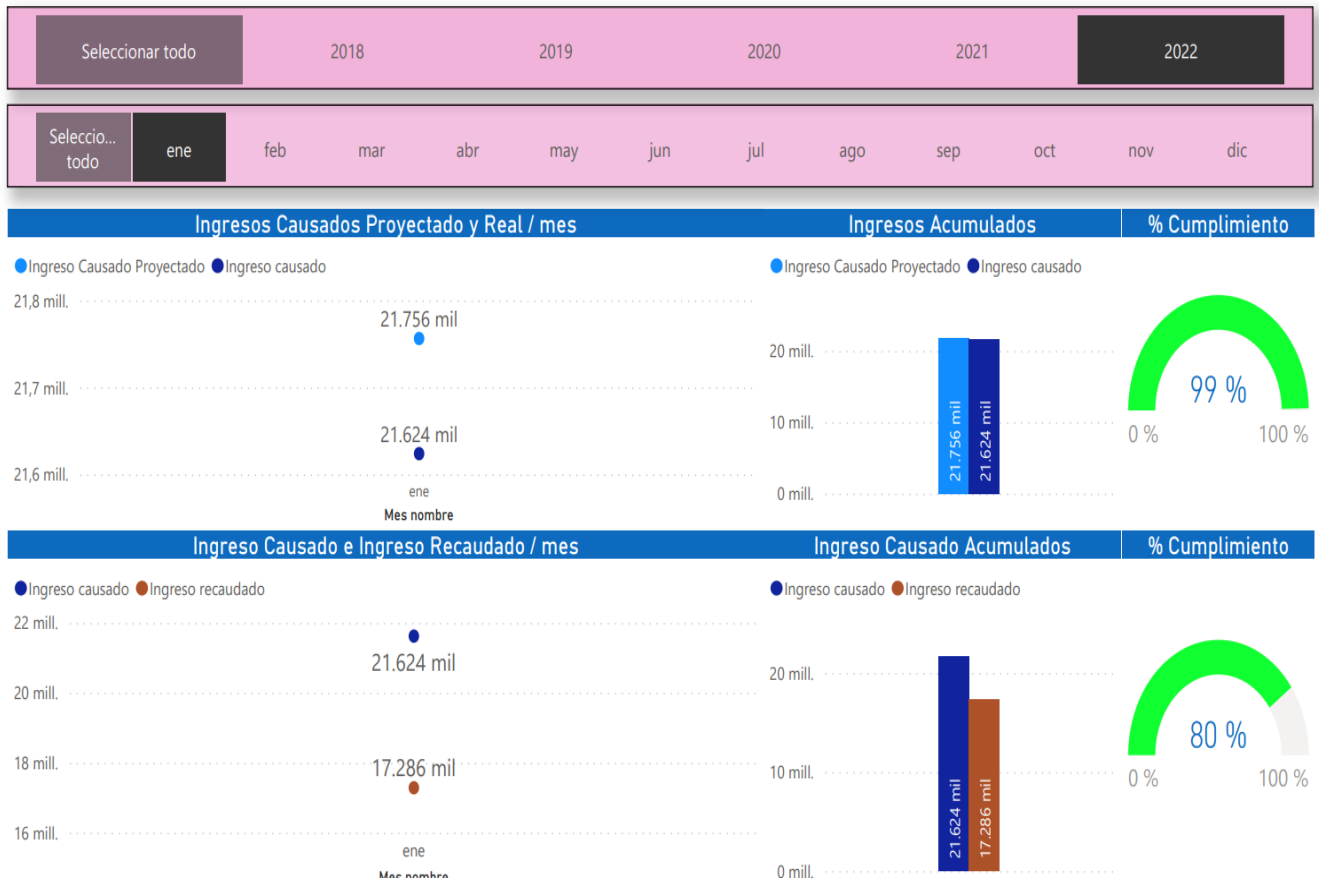 Seleccionar todo 2018 2019 2020 2021 2022
Seleccio... todo ene feb mar abr may jun jul ago sep oct nov dic
Ingresos Causados Proyectado y Real / mes
Ingreso Causado Proyectado Ingreso causado
21,8 mill.
21.756 mil
21,7 mill.
21.624 mil
21,6 mill.
ene
Mes nombre
Ingresos Acumulados
Ingreso Causado Proyectado Ingreso causado
20 mill.
10 mill.
0 mill.
21.756 mil
21.624 mil
% Cumplimiento
99 %
0 % 100 %
Ingreso Causado e Ingreso Recaudado / mes
Ingreso causado Ingreso recaudado
22 mill.
21.624 mil
20 mill.
18 mill.
17.286 mil
16 mill.
ene
Mes nombre
Ingreso Causado Acumulados
Ingreso causado Ingreso recaudado
20 mill.
10 mill.
0 mill.
21.624 mil
17.286 mil
% Cumplimiento
80 %
0 % 100 %